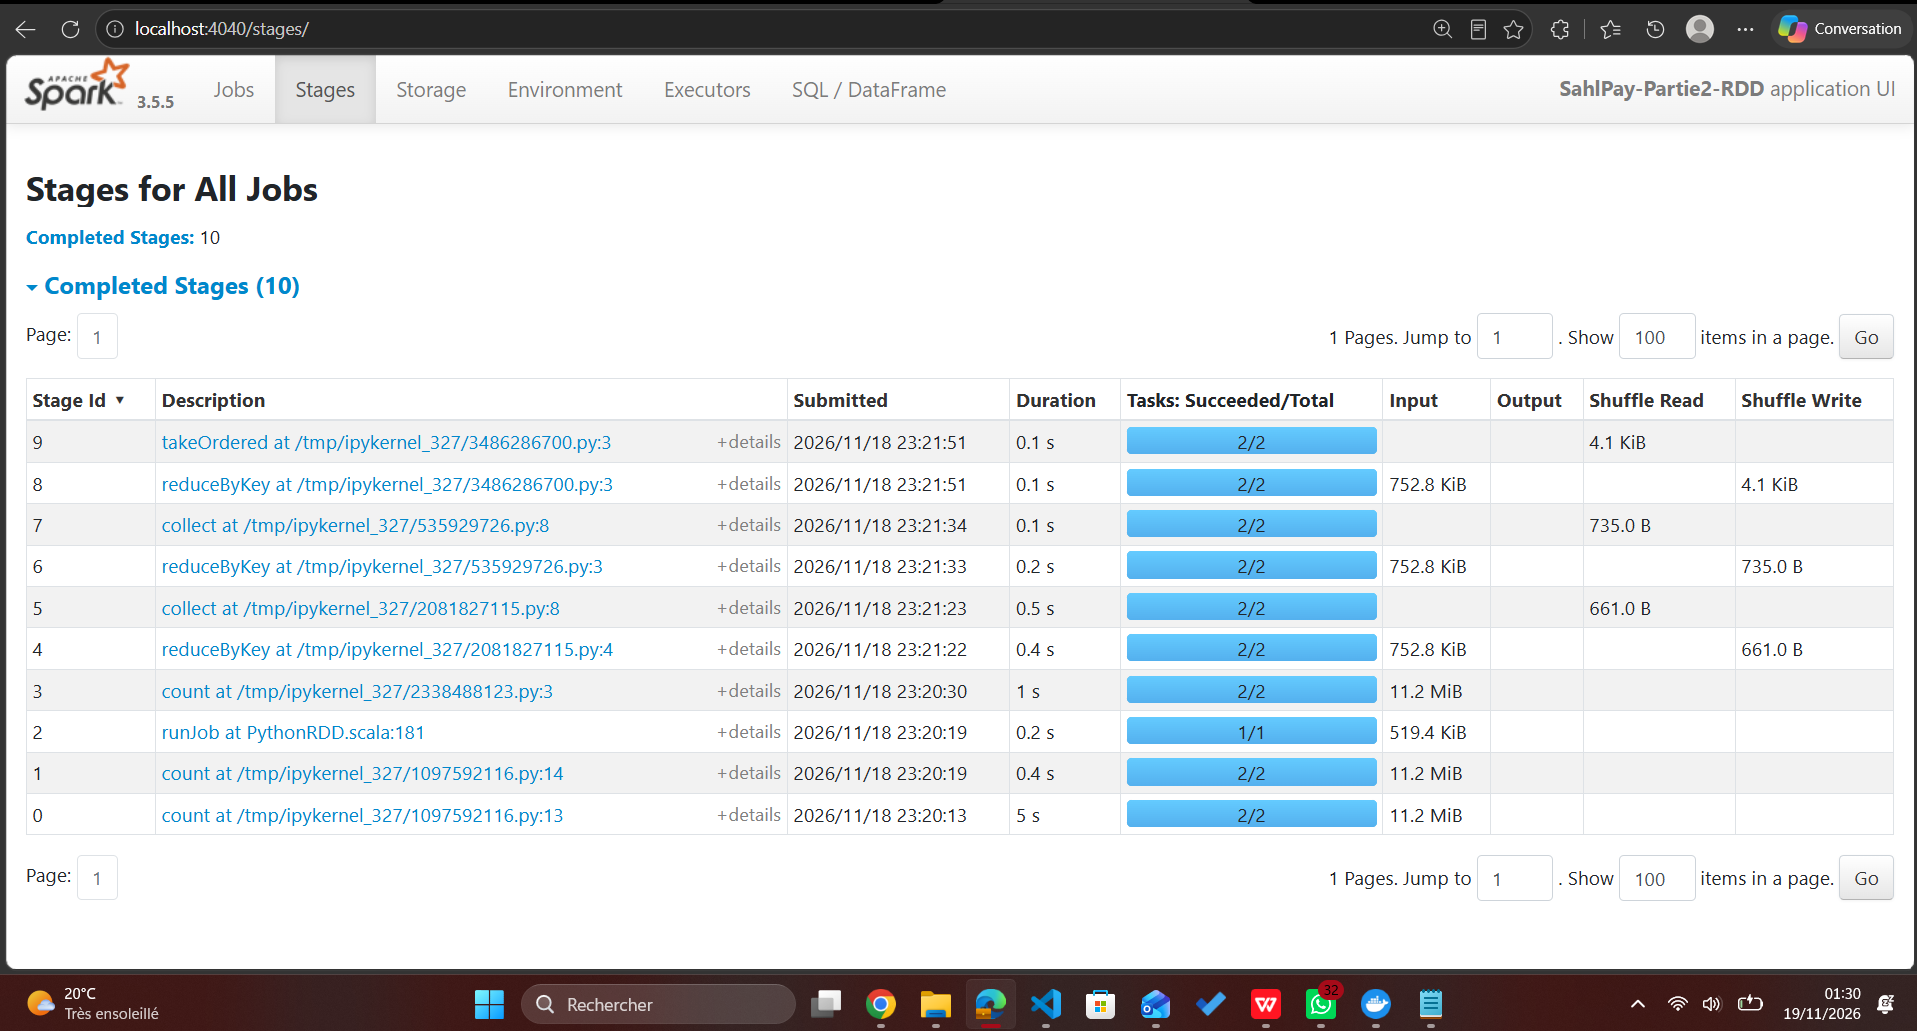 localhost:4040/stages/
Conversation
APACHE Spark 3.5.5 Jobs Stages Storage Environment Executors SQL / DataFrame SahlPay-Partie2-RDD application UI
Stages for All Jobs
Completed Stages: 10
Completed Stages (10)
Page: 1 1 Pages. Jump to 1 . Show 100 items in a page. Go
Stage Id ▼ Description Submitted Duration Tasks: Succeeded/Total Input Output Shuffle Read Shuffle Write
9 takeOrdered at /tmp/ipykernel_327/3486286700.py:3 +details 2026/11/18 23:21:51 0.1 s 2/2 4.1 KiB
8 reduceByKey at /tmp/ipykernel_327/3486286700.py:3 +details 2026/11/18 23:21:51 0.1 s 2/2 752.8 KiB 4.1 KiB
7 collect at /tmp/ipykernel_327/535929726.py:8 +details 2026/11/18 23:21:34 0.1 s 2/2 735.0 B
6 reduceByKey at /tmp/ipykernel_327/535929726.py:3 +details 2026/11/18 23:21:33 0.2 s 2/2 752.8 KiB 735.0 B
5 collect at /tmp/ipykernel_327/2081827115.py:8 +details 2026/11/18 23:21:23 0.5 s 2/2 661.0 B
4 reduceByKey at /tmp/ipykernel_327/2081827115.py:4 +details 2026/11/18 23:21:22 0.4 s 2/2 752.8 KiB 661.0 B
3 count at /tmp/ipykernel_327/2338488123.py:3 +details 2026/11/18 23:20:30 1 s 2/2 11.2 MiB
2 runJob at PythonRDD.scala:181 +details 2026/11/18 23:20:19 0.2 s 1/1 519.4 KiB
1 count at /tmp/ipykernel_327/1097592116.py:14 +details 2026/11/18 23:20:19 0.4 s 2/2 11.2 MiB
0 count at /tmp/ipykernel_327/1097592116.py:13 +details 2026/11/18 23:20:13 5 s 2/2 11.2 MiB
Page: 1 1 Pages. Jump to 1 . Show 100 items in a page. Go
20°C
Très ensoleillé
Rechercher
32
01:30
19/11/2026